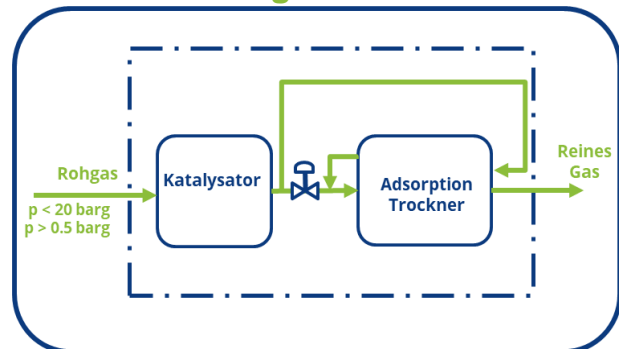 Rohgas
p < 20 barg
p > 0.5 barg
Katalysator
Adsorption
Trockner
Reines
Gas